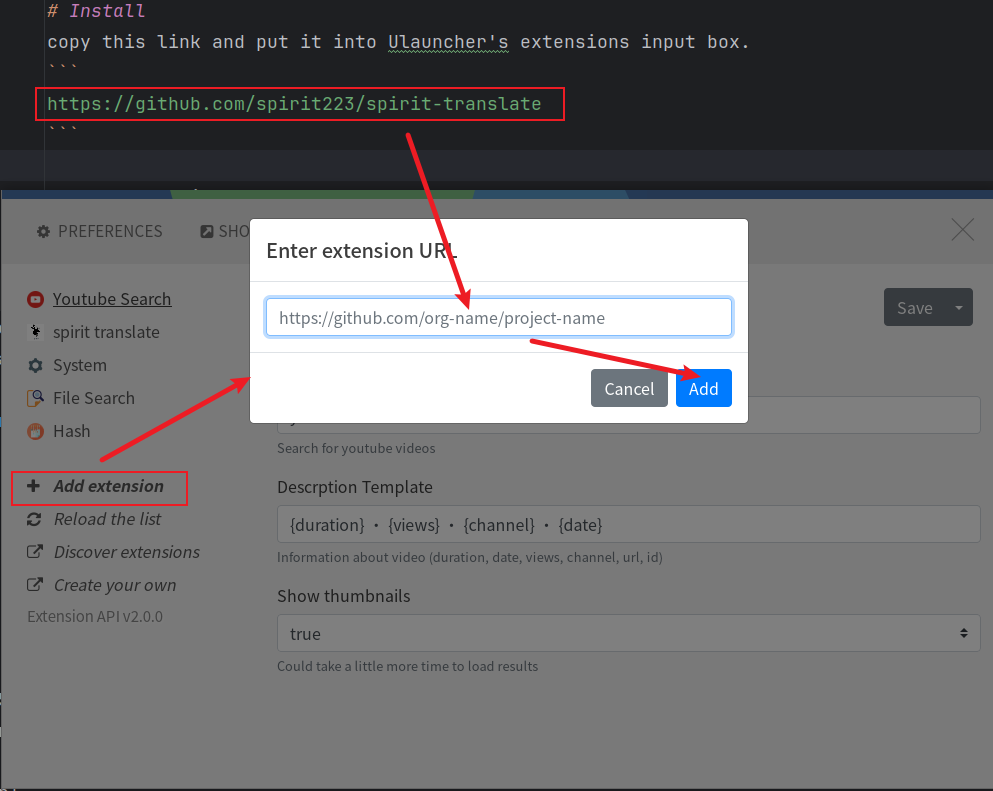 # Install
copy this link and put it into Ulauncher's extensions input box.
```
https://github.com/spirit223/spirit-translate
```
PREFERENCES
SHO
Enter extension URL
https://github.com/org-name/project-name
Cancel
Add
Save
Youtube Search
spirit translate
System
File Search
Hash
Add extension
Reload the list
Discover extensions
Create your own
Extension API v2.0.0
Search for youtube videos
Descrption Template
{duration} • {views} • {channel} • {date}
Information about video (duration, date, views, channel, url, id)
Show thumbnails
true
Could take a little more time to load results